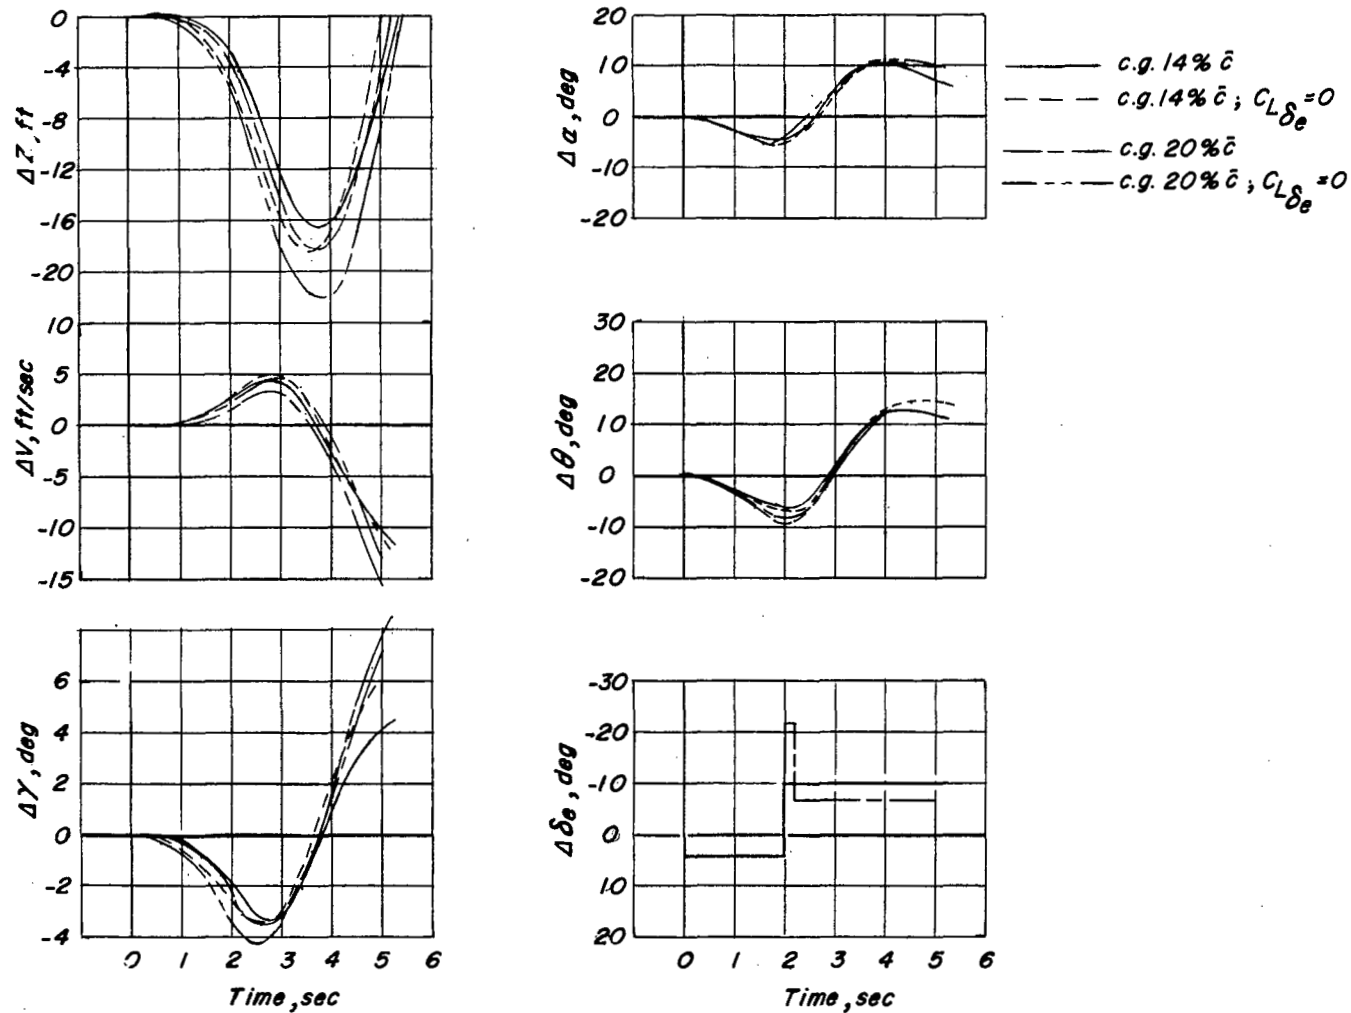 0
-4
-8
-12
-16
-20
ΔZ, ft
10
5
0
-5
-10
-15
ΔV, ft/sec
6
4
2
0
-2
-4
Δγ, deg
0 1 2 3 4 5 6
Time, sec
20
10
0
-10
-20
Δα, deg
30
20
10
0
-10
-20
Δθ, deg
-30
-20
-10
0
10
20
Δδe, deg
0 1 2 3 4 5 6
Time, sec
c.g. 14% c̄
c.g. 14% c̄ ; CLδe=0
c.g. 20% c̄
c.g. 20% c̄ ; CLδe=0